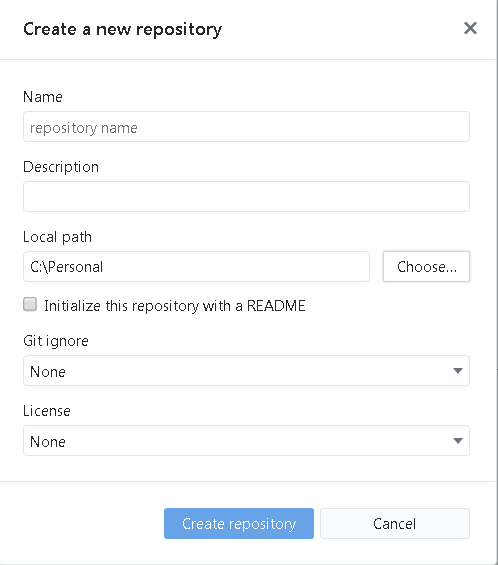 Create a new repository
Name
repository name
Description
Local path
C:\Personal
Choose...
Initialize this repository with a README
Git ignore
None
License
None
Create repository
Cancel